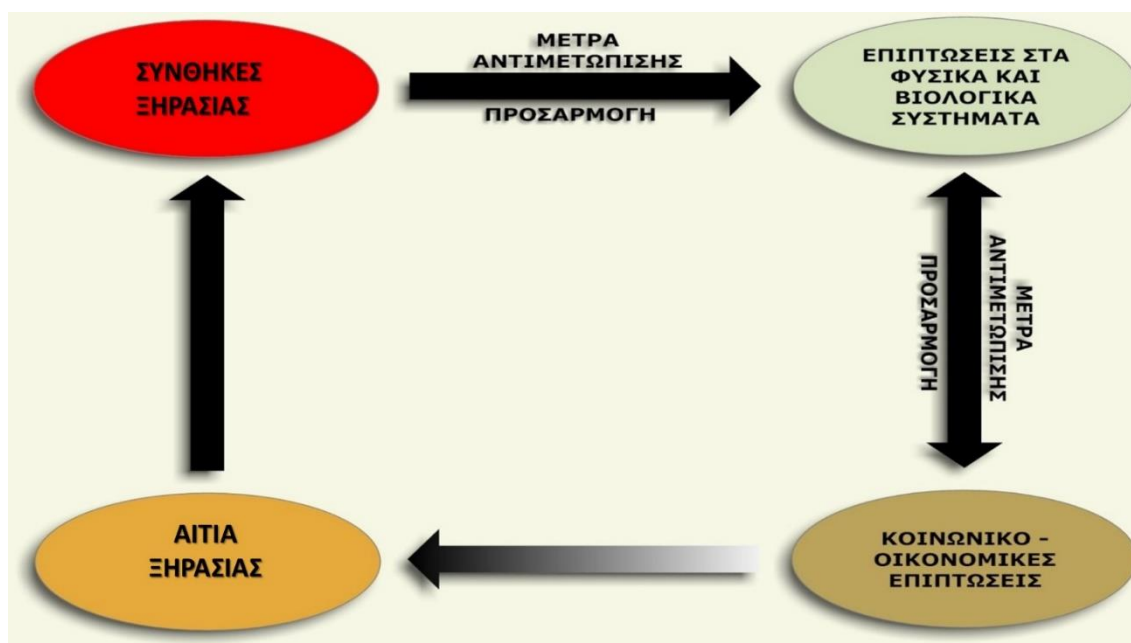 ΣΥΝΘΗΚΕΣ
ΞΗΡΑΣΙΑΣ
ΜΕΤΡΑ
ΑΝΤΙΜΕΤΩΠΙΣΗΣ
ΠΡΟΣΑΡΜΟΓΗ
ΕΠΙΠΤΩΣΕΙΣ ΣΤΑ
ΦΥΣΙΚΑ ΚΑΙ
ΒΙΟΛΟΓΙΚΑ
ΣΥΣΤΗΜΑΤΑ
ΜΕΤΡΑ
ΑΝΤΙΜΕΤΩΠΙΣΗΣ
ΠΡΟΣΑΡΜΟΓΗ
ΚΟΙΝΩΝΙΚΟ -
ΟΙΚΟΝΟΜΙΚΕΣ
ΕΠΙΠΤΩΣΕΙΣ
ΑΙΤΙΑ
ΞΗΡΑΣΙΑΣ